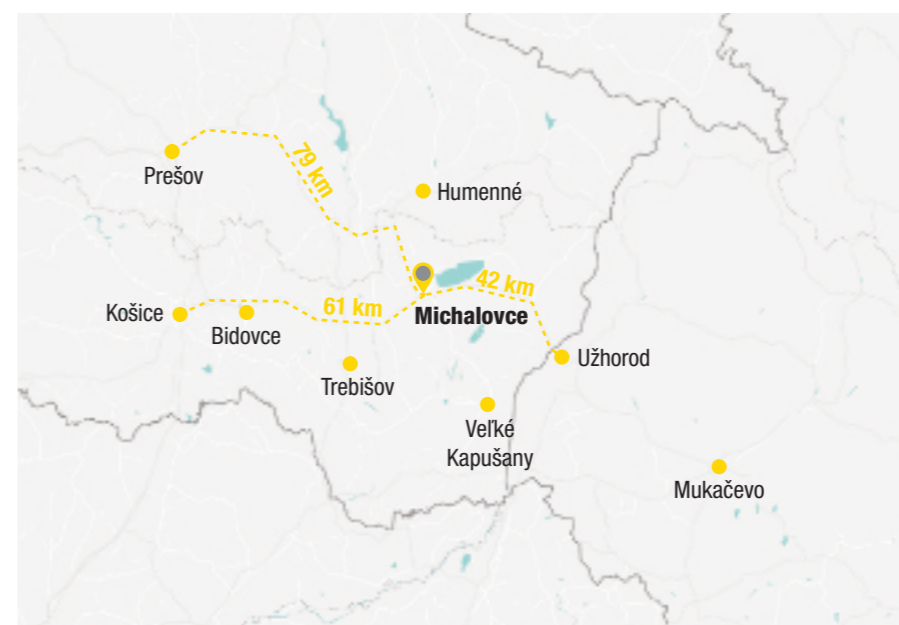 79 km
Prešov
Humenné
42 km
Košice
61 km
Michalovce
Bidovce
Užhorod
Trebišov
Veľké
Kapušany
Mukačevo